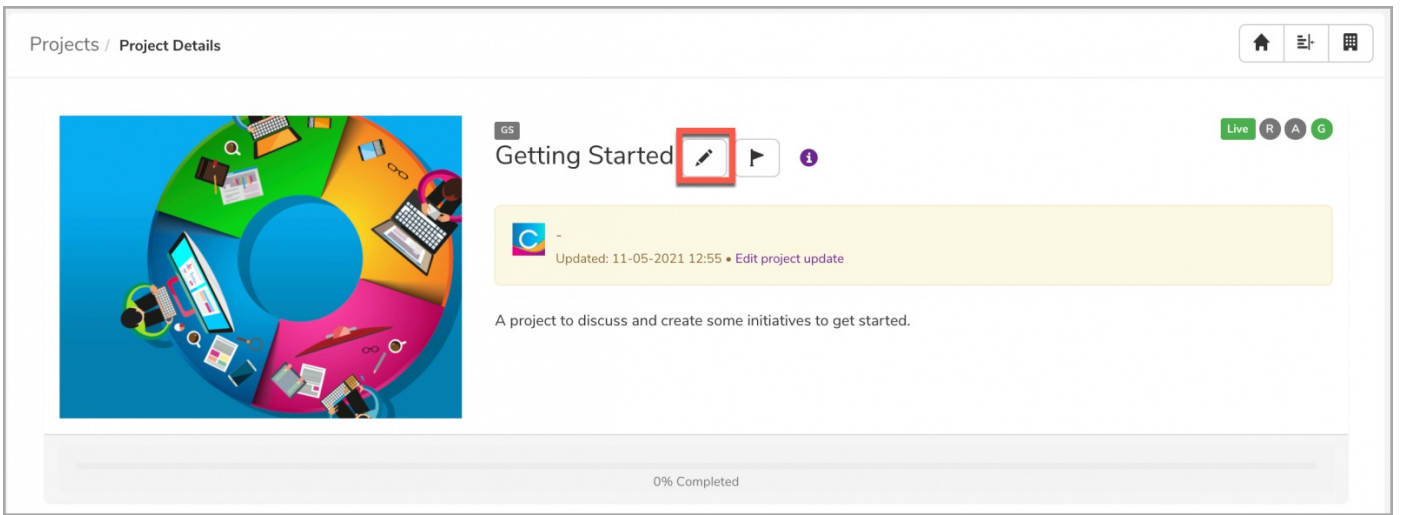 Projects / Project Details
GS
Live R A G
Getting Started
-
Updated: 11-05-2021 12:55 • Edit project update
A project to discuss and create some initiatives to get started.
0% Completed